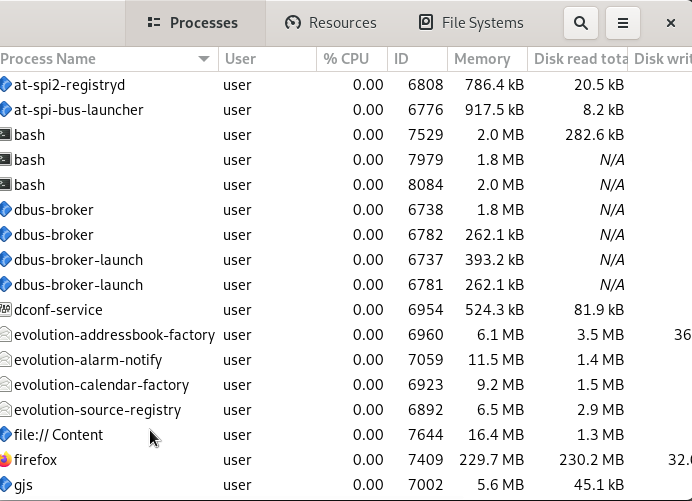 Processes Resources File Systems
Process Name User % CPU ID Memory Disk read tota Disk writ
at-spi2-registryd user 0.00 6808 786.4 kB 20.5 kB
at-spi-bus-launcher user 0.00 6776 917.5 kB 8.2 kB
bash user 0.00 7529 2.0 MB 282.6 kB
bash user 0.00 7979 1.8 MB N/A
bash user 0.00 8084 2.0 MB N/A
dbus-broker user 0.00 6738 1.8 MB N/A
dbus-broker user 0.00 6782 262.1 kB N/A
dbus-broker-launch user 0.00 6737 393.2 kB N/A
dbus-broker-launch user 0.00 6781 262.1 kB N/A
dconf-service user 0.00 6954 524.3 kB 81.9 kB
evolution-addressbook-factory user 0.00 6960 6.1 MB 3.5 MB 36
evolution-alarm-notify user 0.00 7059 11.5 MB 1.4 MB
evolution-calendar-factory user 0.00 6923 9.2 MB 1.5 MB
evolution-source-registry user 0.00 6892 6.5 MB 2.9 MB
file:// Content user 0.00 7644 16.4 MB 1.3 MB
firefox user 0.00 7409 229.7 MB 230.2 MB 32.0
gjs user 0.00 7002 5.6 MB 45.1 kB